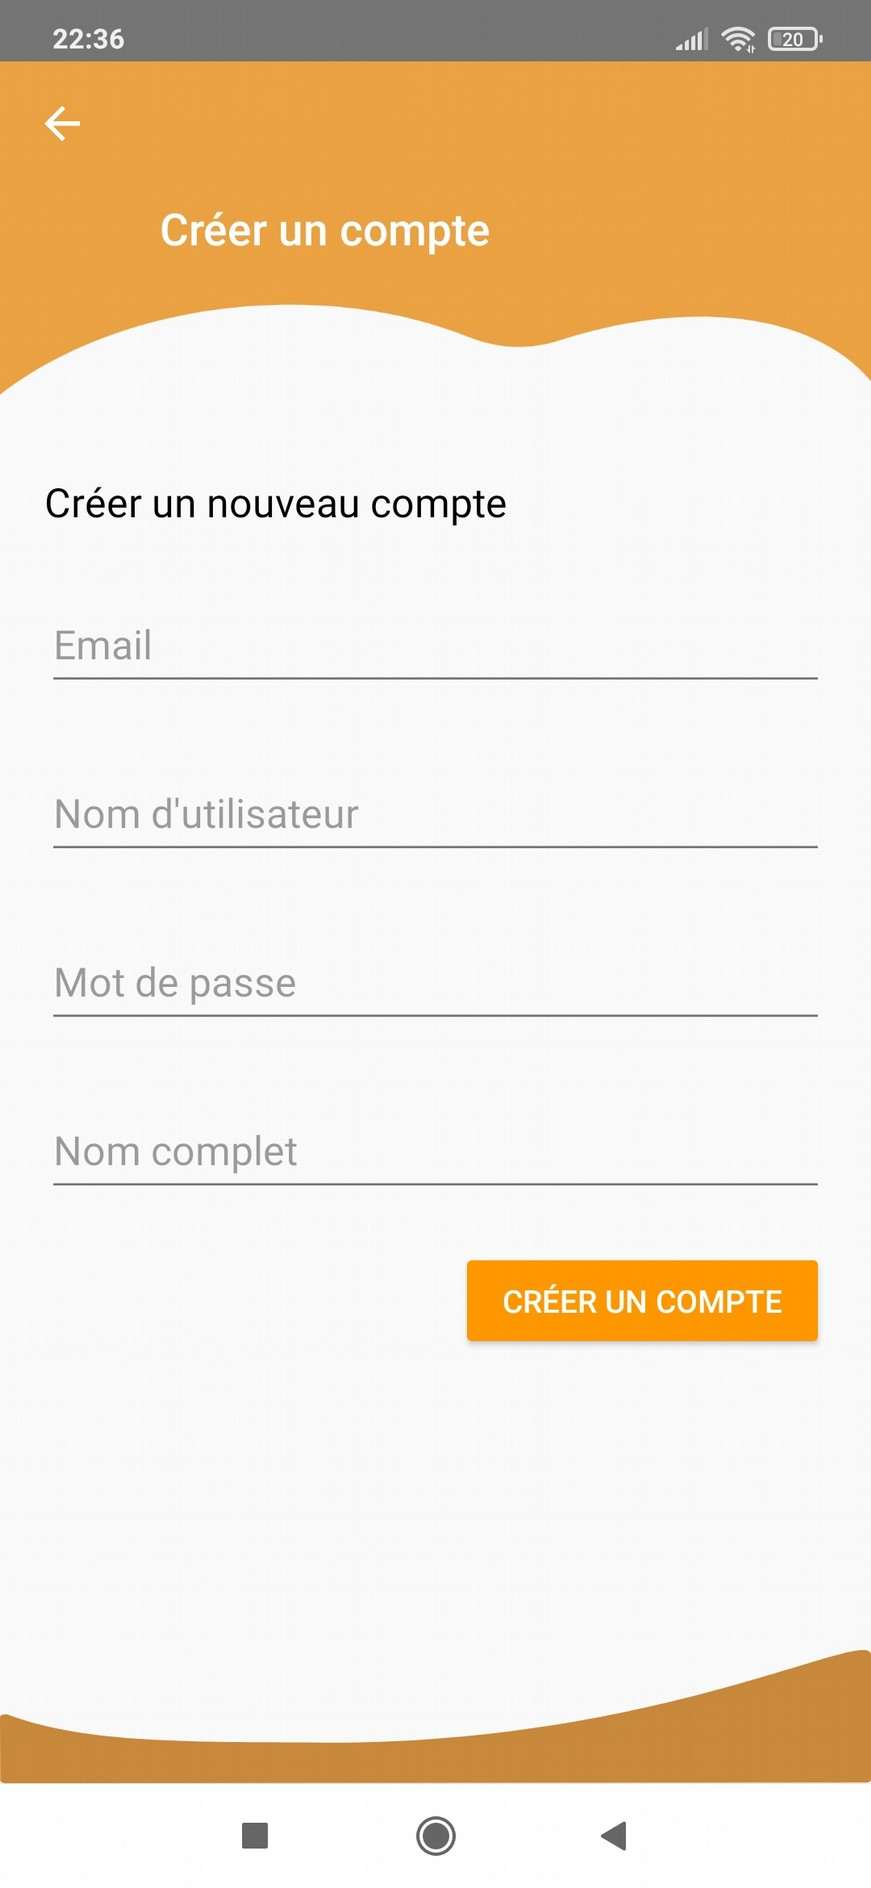 22:36
20
Créer un compte
Créer un nouveau compte
Email
Nom d'utilisateur
Mot de passe
Nom complet
CRÉER UN COMPTE